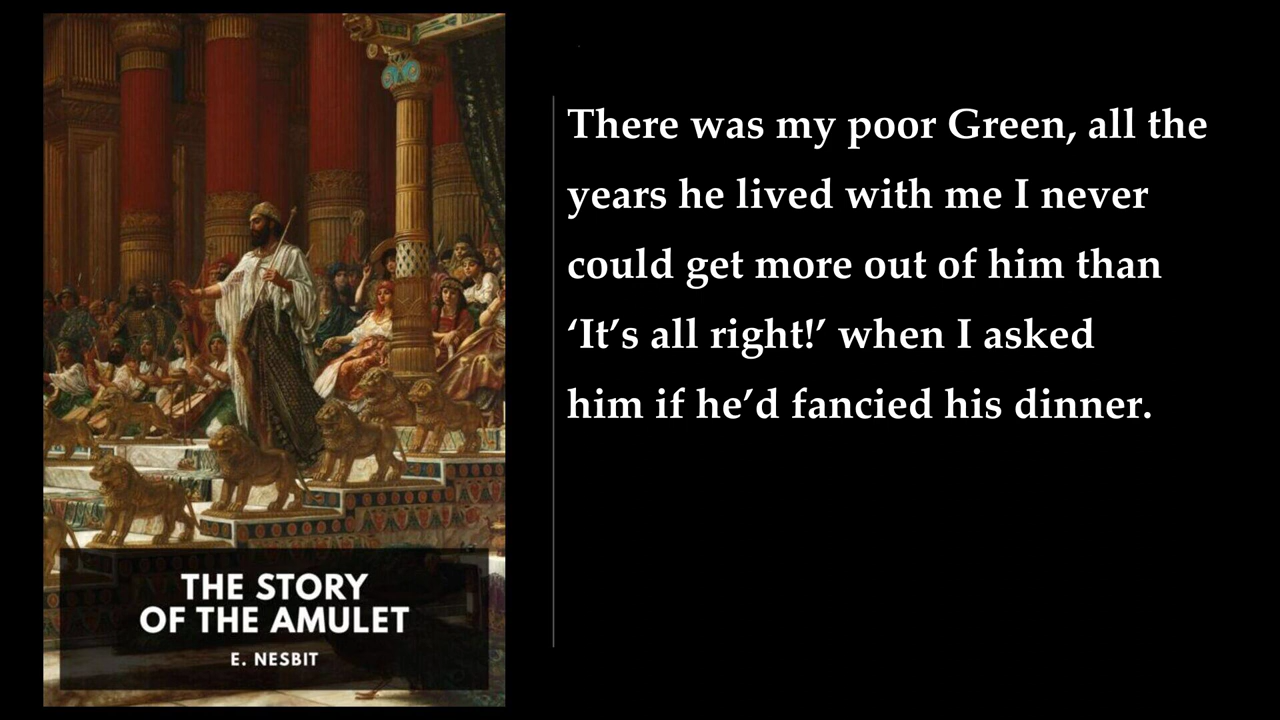 THE STORY
OF THE AMULET
E. NESBIT
There was my poor Green, all the
years he lived with me I never
could get more out of him than
‘It’s all right!’ when I asked
him if he’d fancied his dinner.